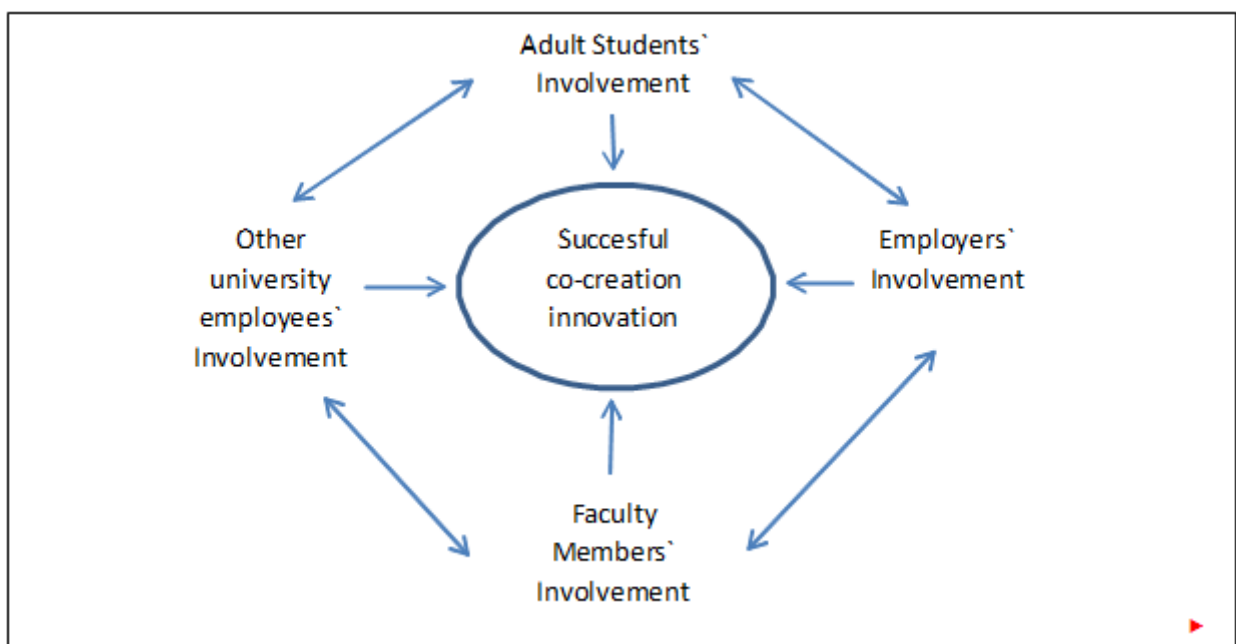 Adult Students`
Involvement
Other
university
employees`
Involvement
Succesful
co-creation
innovation
Employers`
Involvement
Faculty
Members`
Involvement